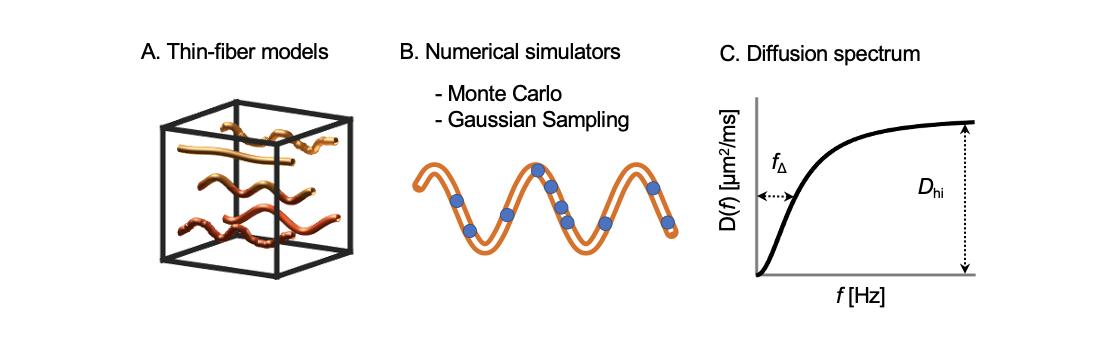 A. Thin-fiber models
B. Numerical simulators
- Monte Carlo
- Gaussian Sampling
C. Diffusion spectrum
D(f) [µm²/ms]
fΔ
Dhi
f [Hz]